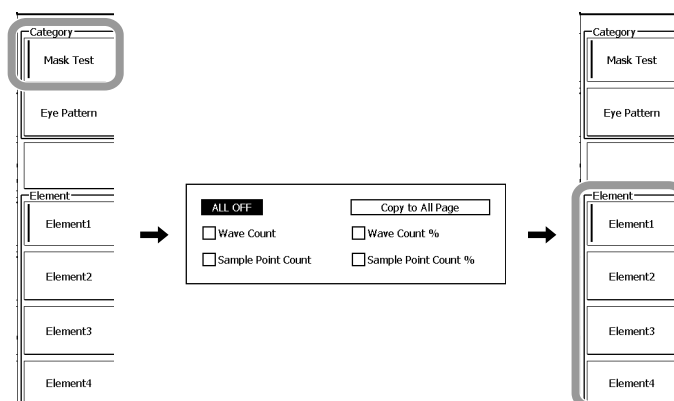 Category
Mask Test
Eye Pattern
Element
Element1
Element2
Element3
Element4
ALL OFF Copy to All Page
Wave Count Wave Count %
Sample Point Count Sample Point Count %
Category
Mask Test
Eye Pattern
Element
Element1
Element2
Element3
Element4